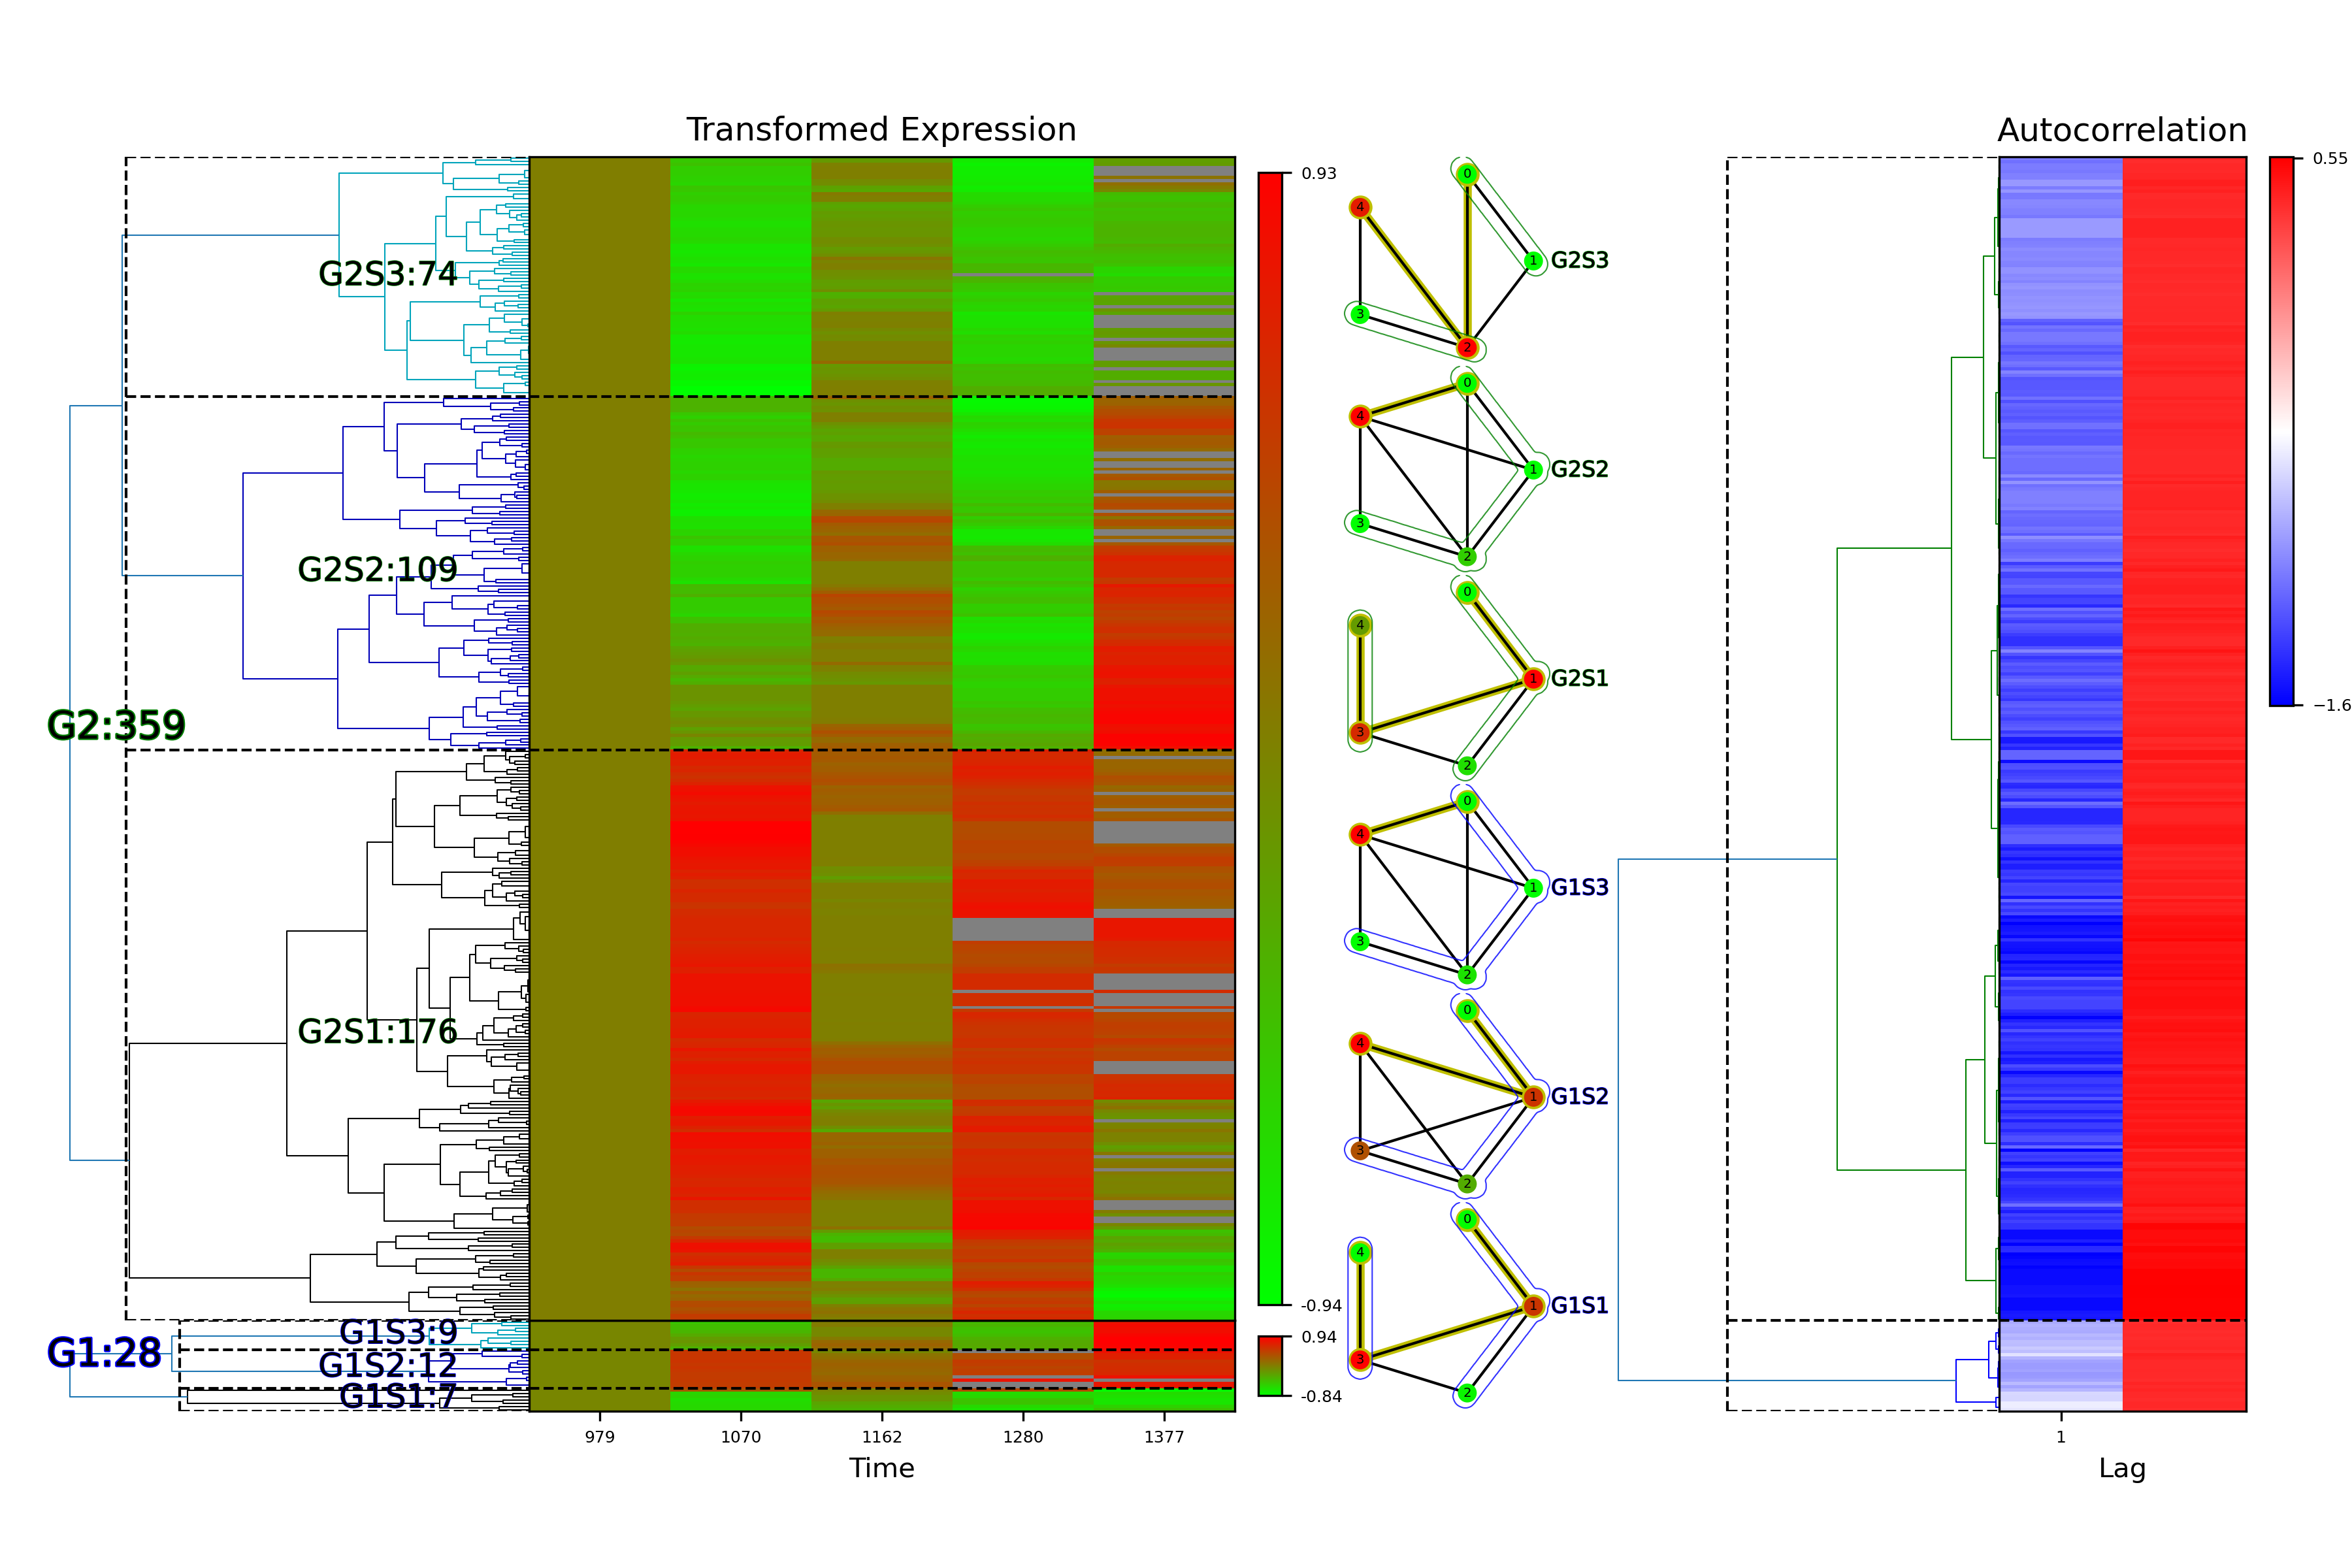 Transformed Expression
Autocorrelation
G2S3:74
G2S2:109
G2:359
G2S1:176
G1S3:9
G1:28
G1S2:12
G1S1:7
0.93
-0.94
0.94
-0.84
0
4
1
3
2
G2S3
0
4
1
3
2
G2S2
0
4
1
3
2
G2S1
0
4
1
3
2
G1S3
0
4
1
3
2
G1S2
0
4
1
3
2
G1S1
0.55
−1.6
979 1070 1162 1280 1377
Time
1
Lag